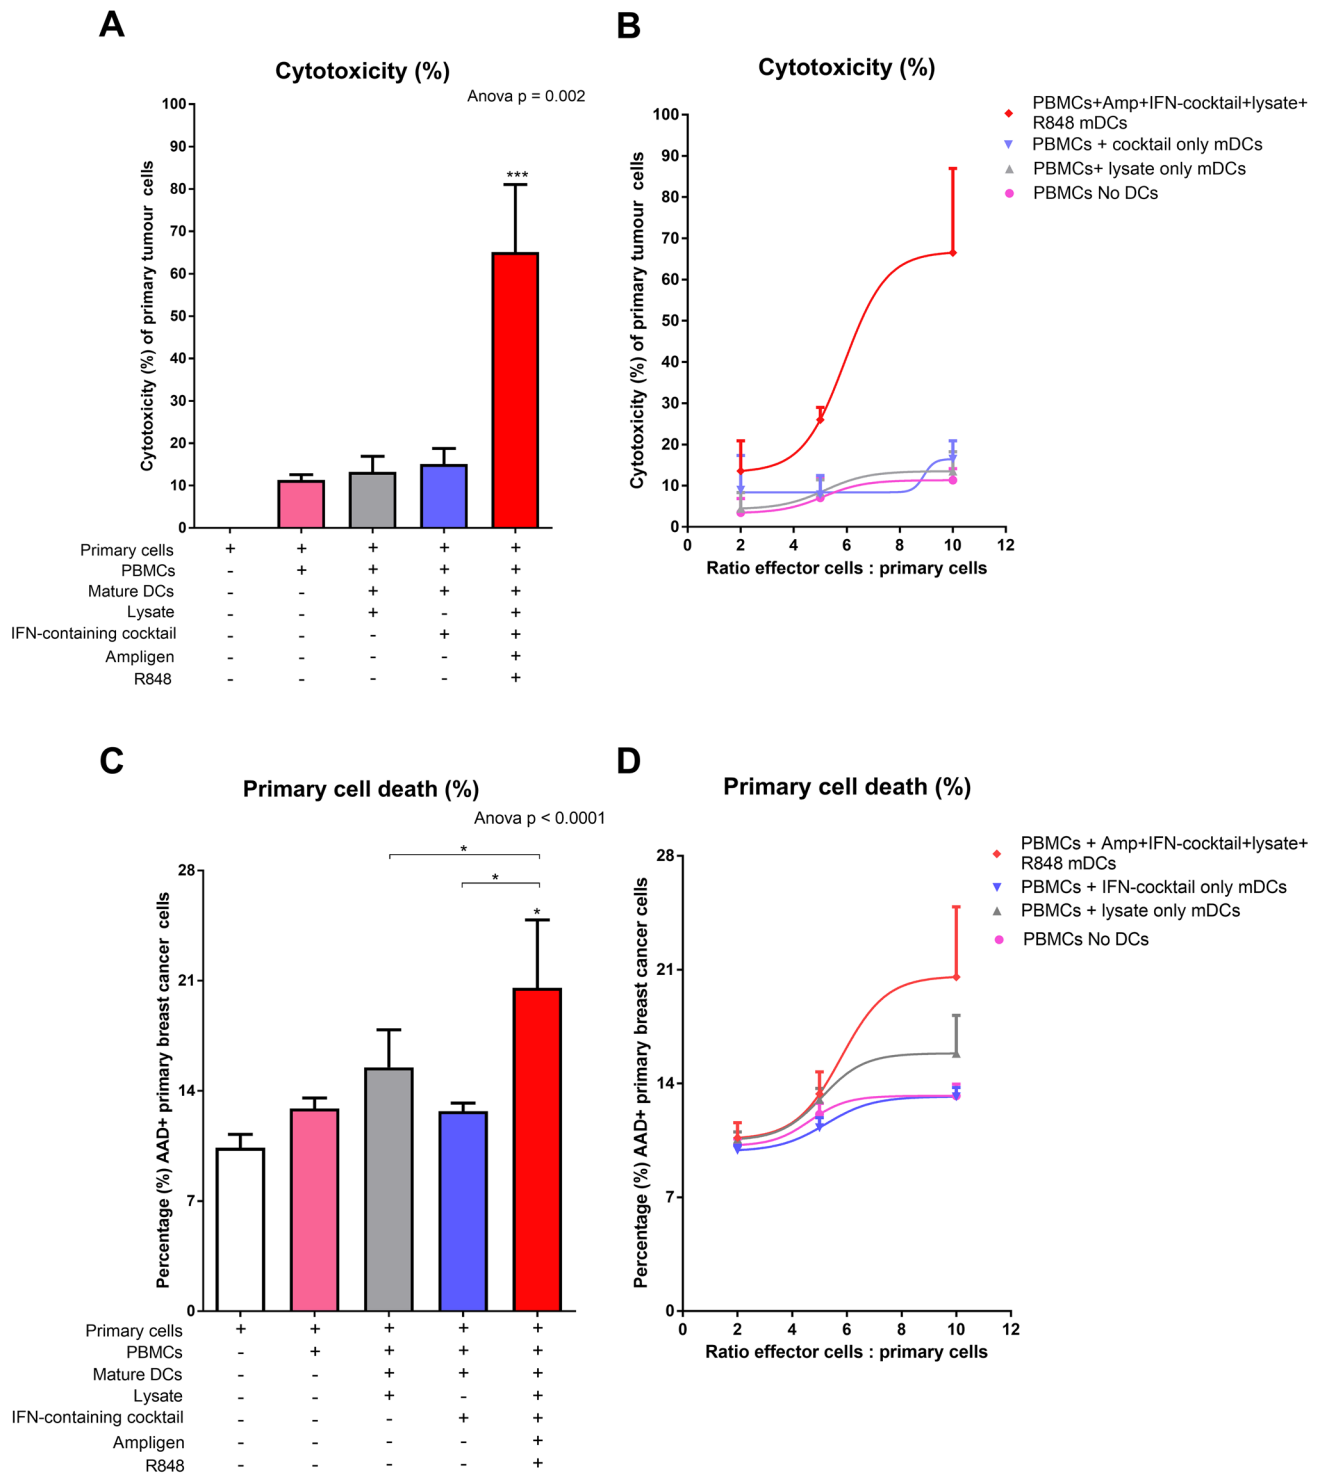 A
Cytotoxicity (%)
Anova p = 0.002
***
Cytotoxicity (%) of primary tumour cells
100
90
80
70
60
50
40
30
20
10
0
Primary cells + + + + +
PBMCs - + + + +
Mature DCs - - + + +
Lysate - - + - +
IFN-containing cocktail - - - + +
Ampligen - - - - +
R848 - - - - +
B
Cytotoxicity (%)
Cytotoxicity (%) of primary tumour cells
100
90
80
70
60
50
40
30
20
10
0
0 2 4 6 8 10 12
Ratio effector cells : primary cells
PBMCs+Amp+IFN-cocktail+lysate+
R848 mDCs
PBMCs + cocktail only mDCs
PBMCs+ lysate only mDCs
PBMCs No DCs
C
Primary cell death (%)
Anova p < 0.0001
*
*
*
Percentage (%) AAD+ primary breast cancer cells
28
21
14
7
0
Primary cells + + + + +
PBMCs - + + + +
Mature DCs - - + + +
Lysate - - + - +
IFN-containing cocktail - - - + +
Ampligen - - - - +
R848 - - - - +
D
Primary cell death (%)
Percentage (%) AAD+ primary breast cancer cells
28
21
14
7
0
0 2 4 6 8 10 12
Ratio effector cells : primary cells
PBMCs + Amp+IFN-cocktail+lysate+
R848 mDCs
PBMCs + IFN-cocktail only mDCs
PBMCs + lysate only mDCs
PBMCs No DCs